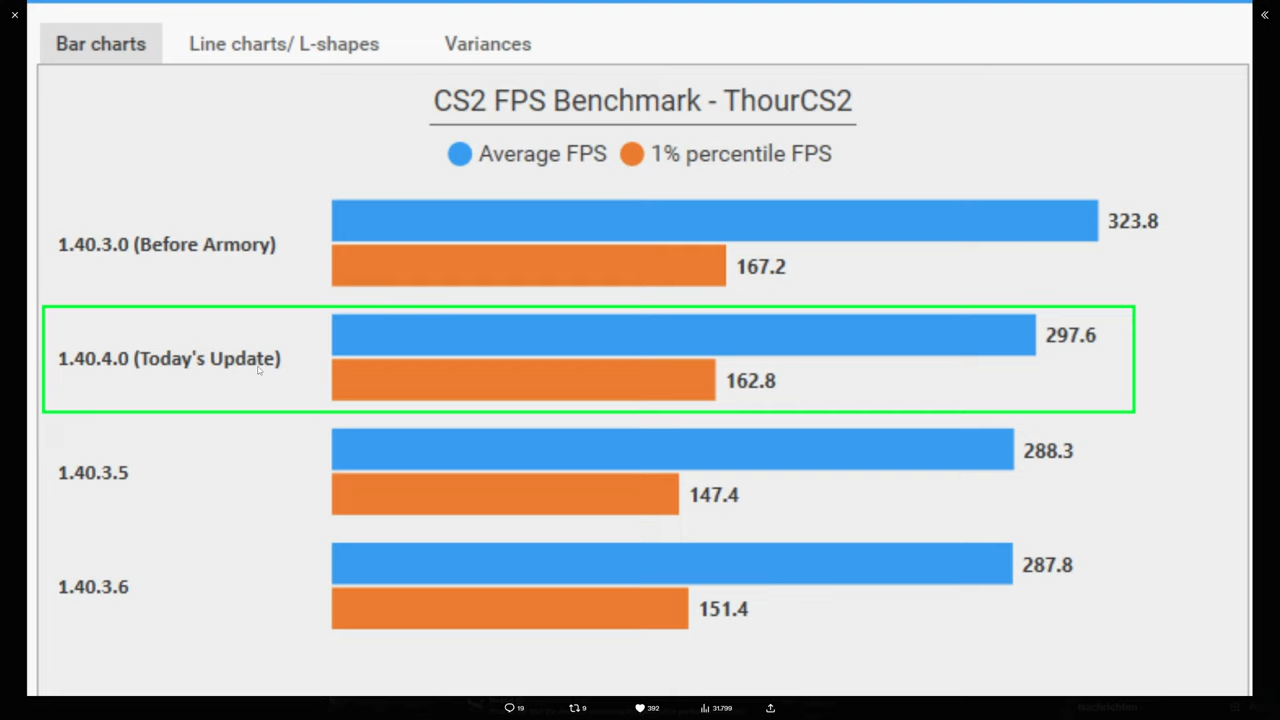 Bar charts
Line charts/ L-shapes
Variances
CS2 FPS Benchmark - ThourCS2
Average FPS
1% percentile FPS
1.40.3.0 (Before Armory)
323.8
167.2
1.40.4.0 (Today's Update)
297.6
162.8
1.40.3.5
288.3
147.4
1.40.3.6
287.8
151.4
19
9
392
31.799
Nachrichten